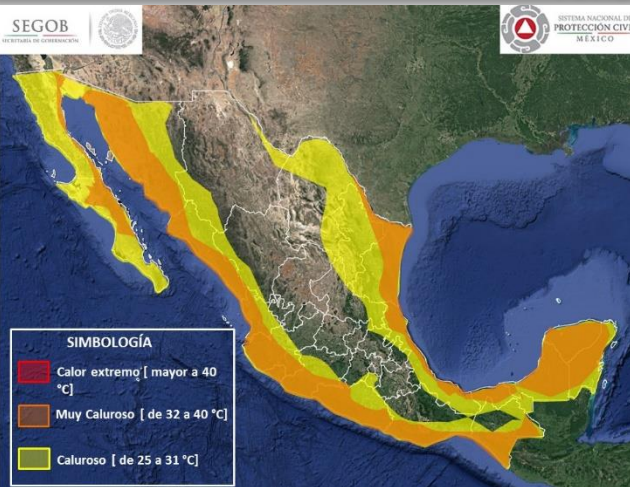 SEGOB
SECRETARÍA DE GOBERNACIÓN
SISTEMA NACIONAL DE
PROTECCIÓN CIVIL
MÉXICO
SIMBOLOGÍA
Calor extremo [ mayor a 40
°C]
Muy Caluroso [ de 32 a 40 °C]
Caluroso [ de 25 a 31 °C]